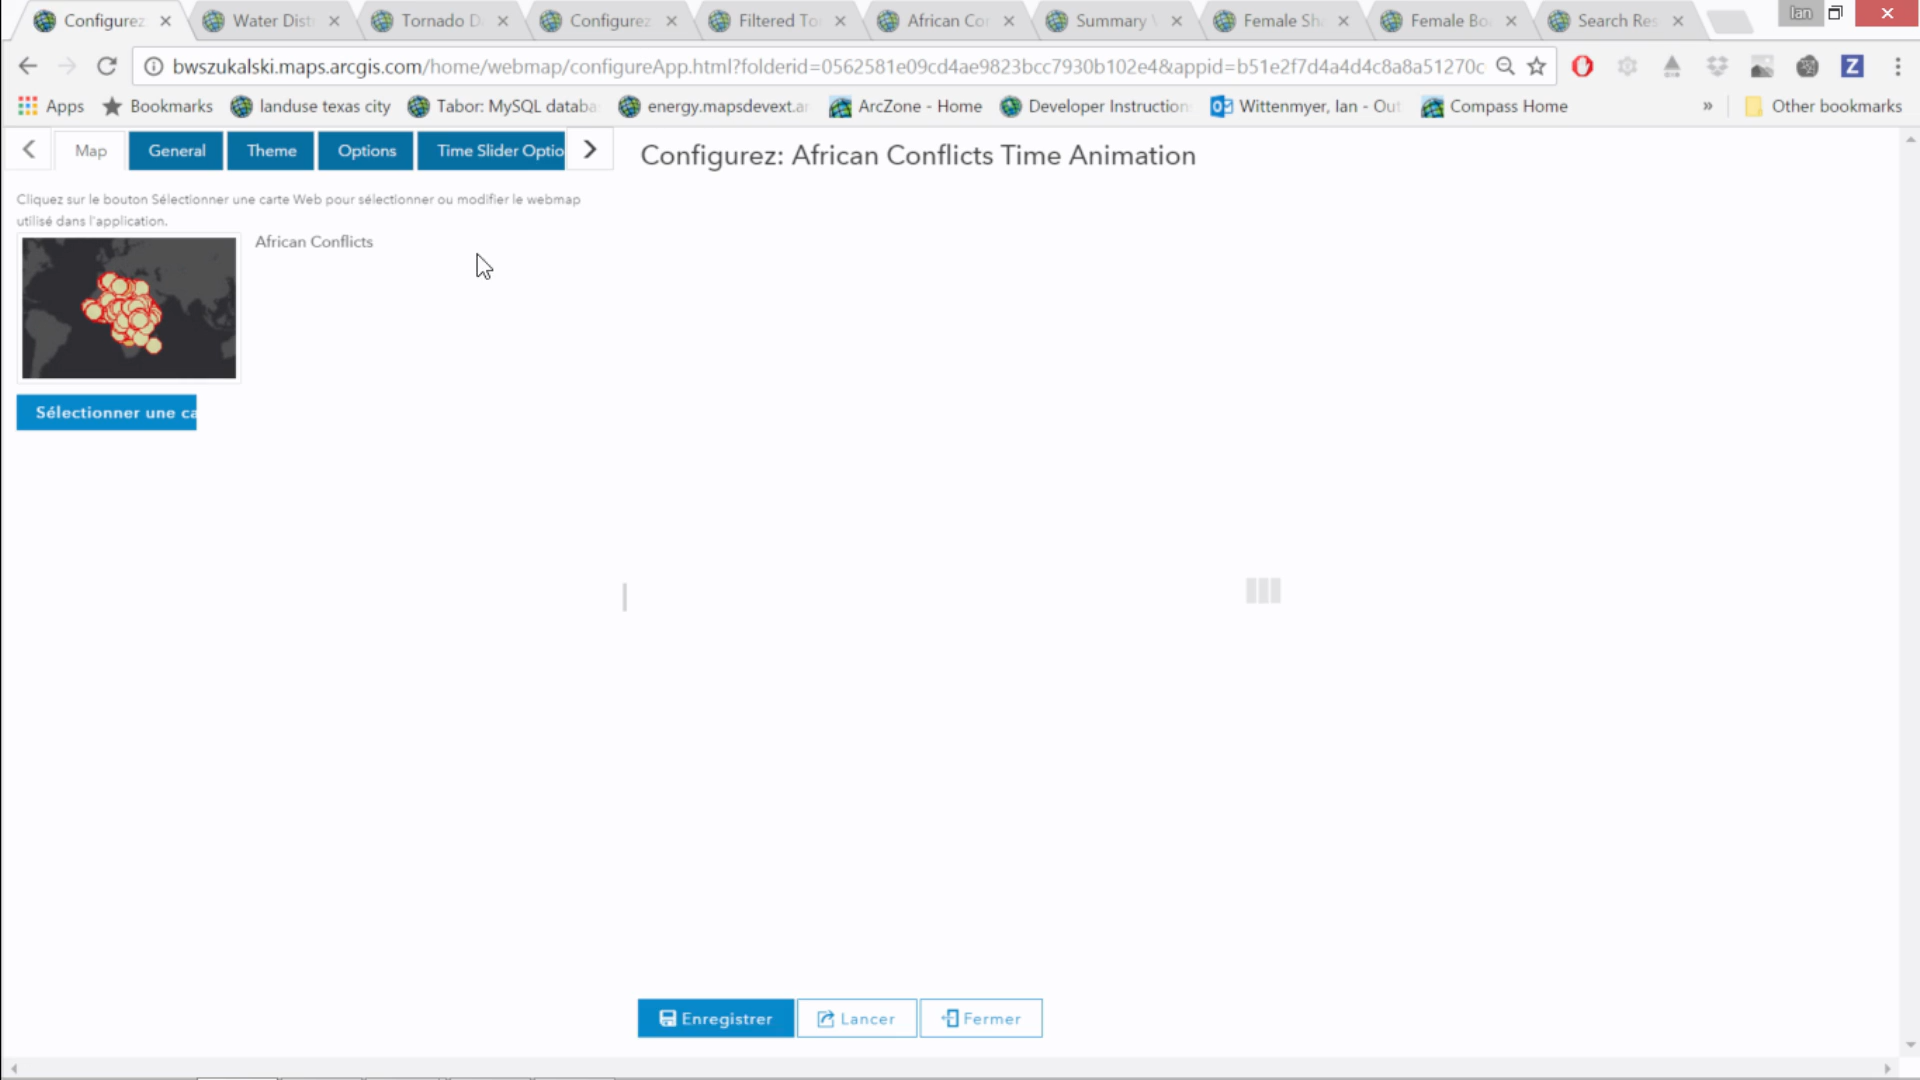 Configurez
Water Dist
Tornado D
Configurez
Filtered To
African Cor
Summary
Female Sh
Female Bo
Search Res
Ian
bwszukalski.maps.arcgis.com/home/webmap/configureApp.html?folderid=0562581e09cd4ae9823bcc7930b102e4&appid=b51e2f7d4a4d4c8a8a51270c
Apps
Bookmarks
landuse texas city
Tabor: MySQL databa
energy.mapsdevext.ar
ArcZone - Home
Developer Instruction
Wittenmyer, Ian - Out
Compass Home
»
Other bookmarks
Map
General
Theme
Options
Time Slider Optio
Configurez: African Conflicts Time Animation
Cliquez sur le bouton Sélectionner une carte Web pour sélectionner ou modifier le webmap
utilisé dans l'application.
African Conflicts
Sélectionner une ca
Enregistrer
Lancer
Fermer